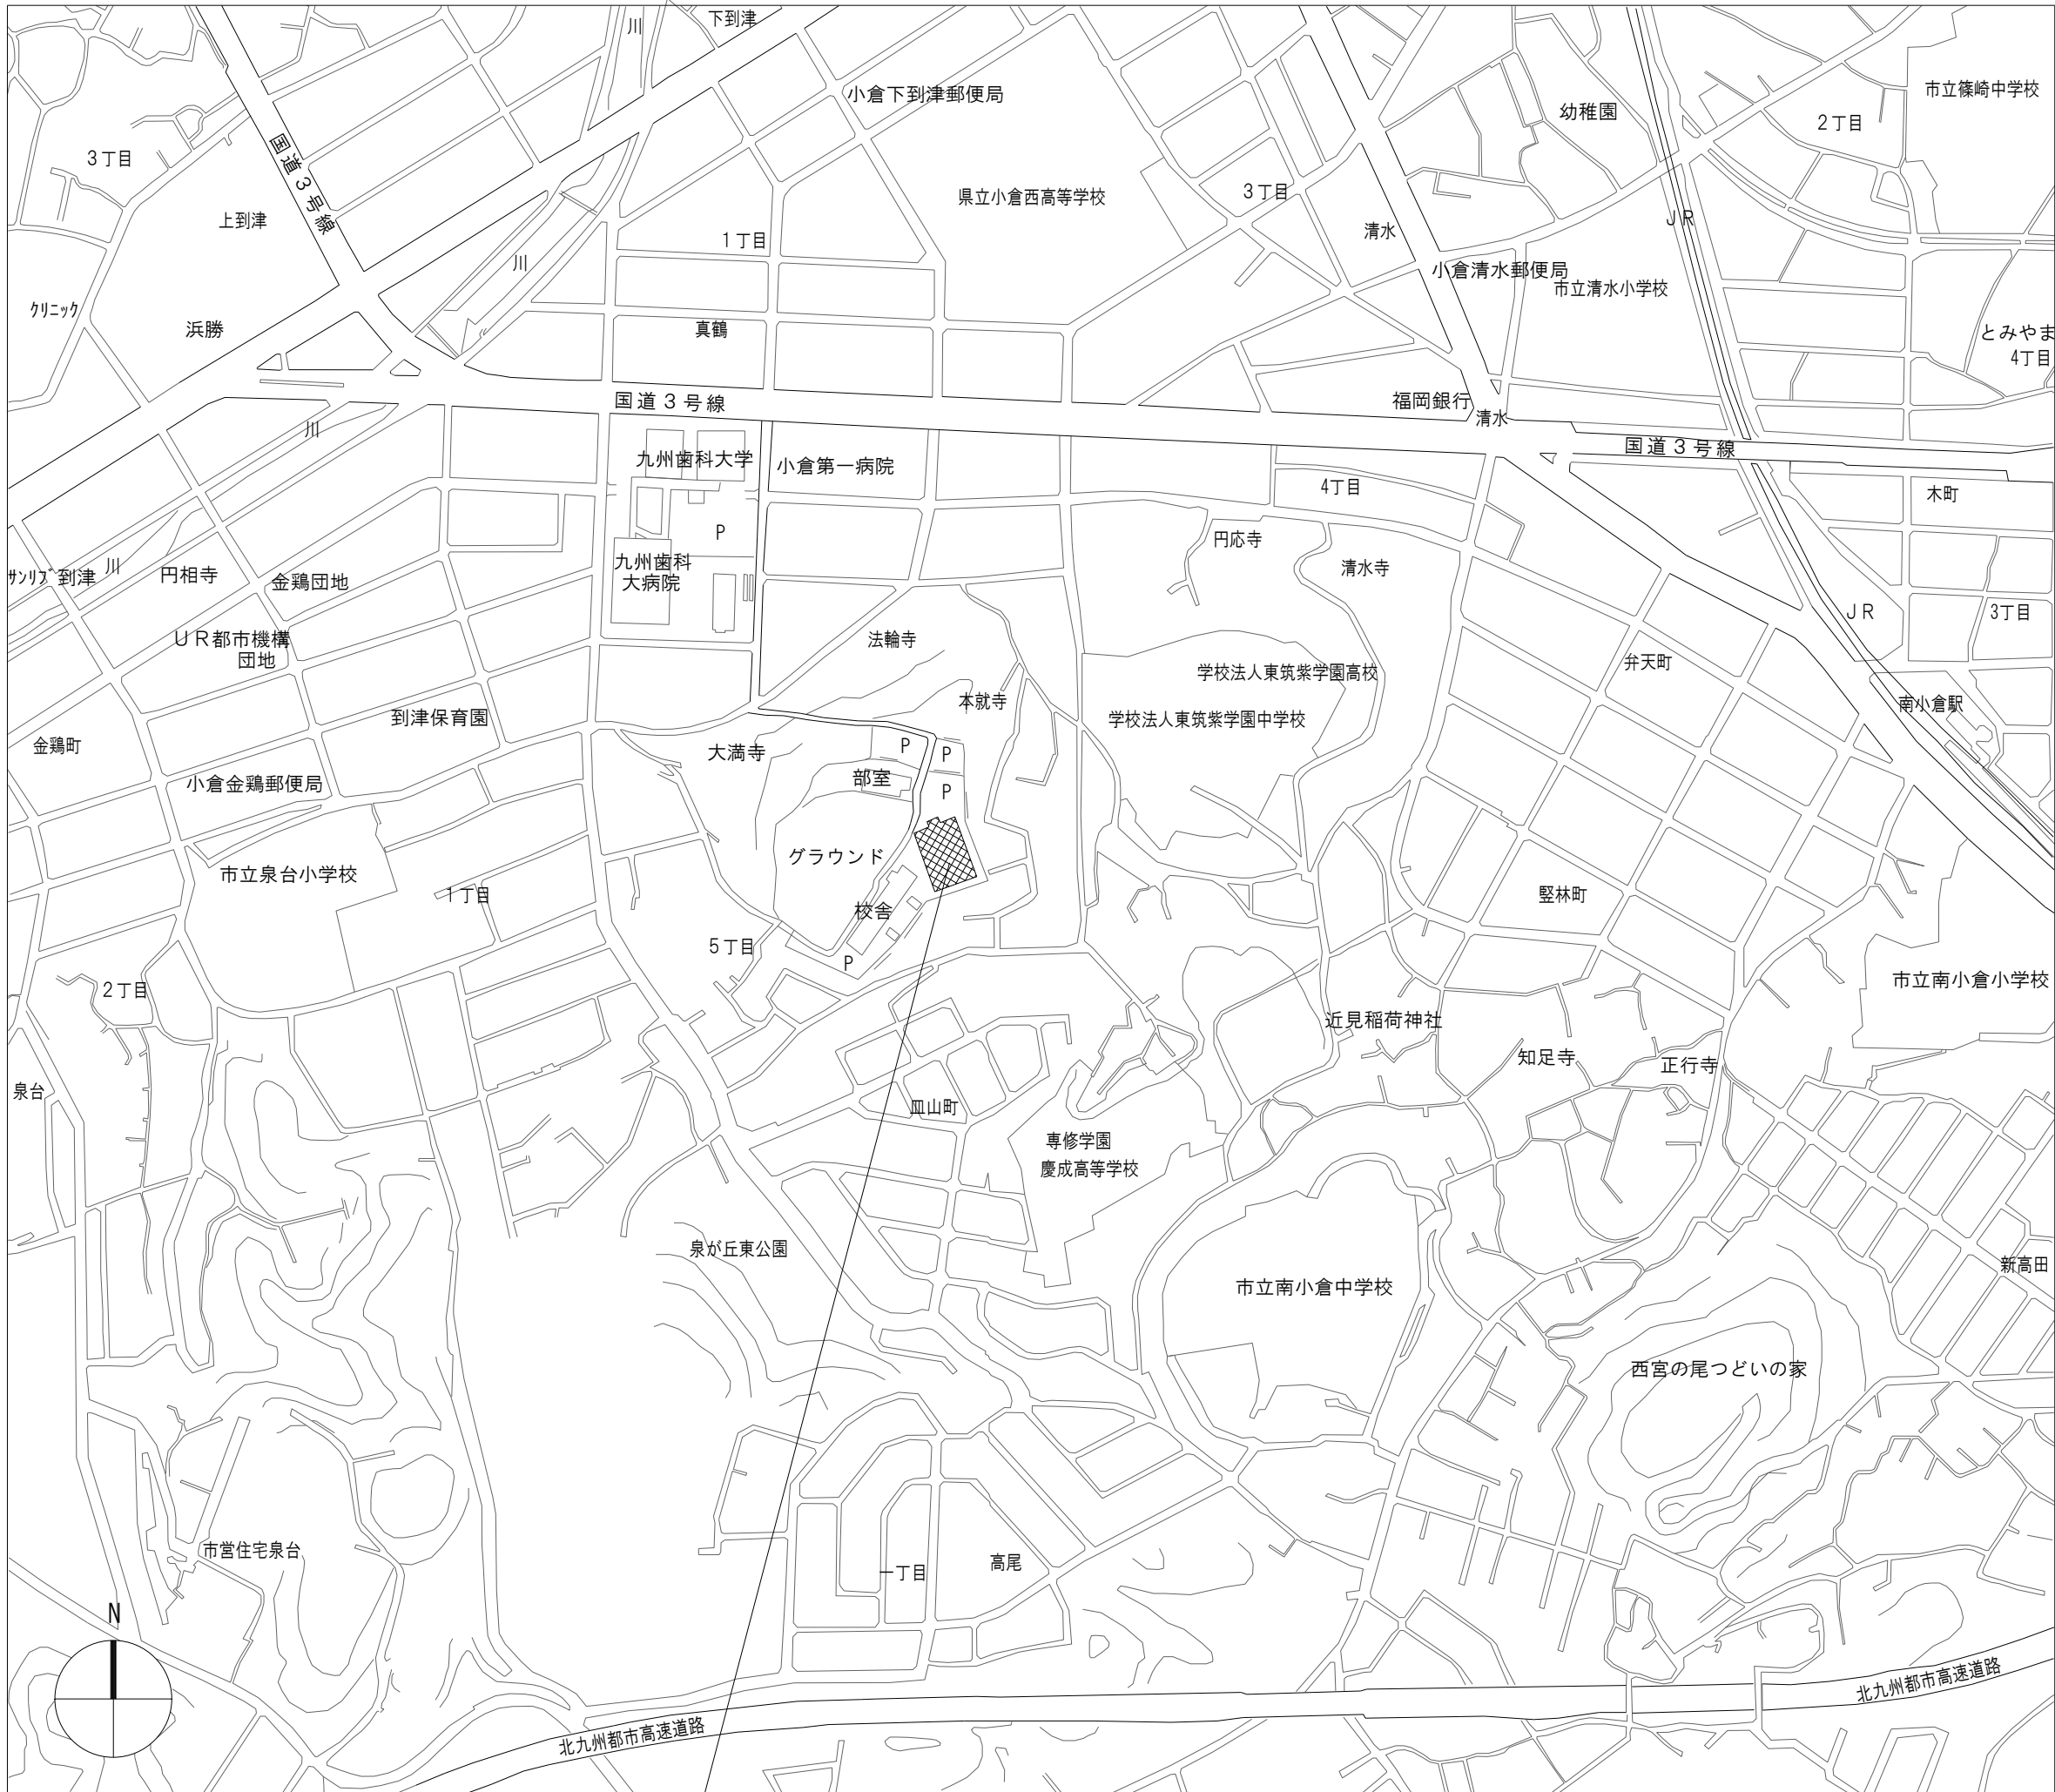 下到津
川
小倉下到津郵便局
市立篠崎中学校
幼稚園
2丁目
3丁目
国道3号線
県立小倉西高等学校
3丁目
上到津
JR
1丁目
清水
川
小倉清水郵便局
市立清水小学校
クリニック
浜勝
真鶴
とみやま
4丁目
国道3号線
福岡銀行
清水
川
国道3号線
九州歯科大学
小倉第一病院
4丁目
木町
P
円応寺
九州歯科
大病院
清水寺
サンリブ到津
川
円相寺
金鶏団地
JR
3丁目
UR都市機構
団地
法輪寺
弁天町
学校法人東筑紫学園高校
本就寺
南小倉駅
到津保育園
学校法人東筑紫学園中学校
金鶏町
大満寺
P
P
小倉金鶏郵便局
部室
P
グラウンド
市立泉台小学校
1丁目
竪林町
校舎
5丁目
P
2丁目
市立南小倉小学校
近見稲荷神社
知足寺
正行寺
泉台
皿山町
専修学園
慶成高等学校
泉が丘東公園
新高田
市立南小倉中学校
西宮の尾つどいの家
市営住宅泉台
一丁目
高尾
N
北九州都市高速道路
北九州都市高速道路